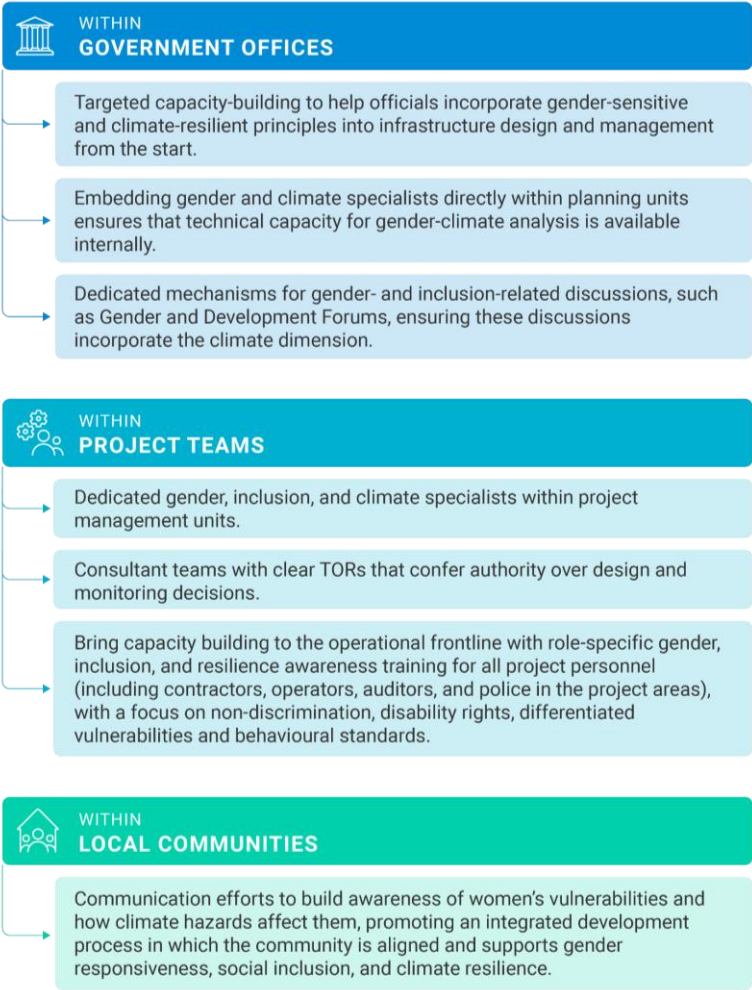 WITHIN
GOVERNMENT OFFICES
Targeted capacity-building to help officials incorporate gender-sensitive
and climate-resilient principles into infrastructure design and management
from the start.
Embedding gender and climate specialists directly within planning units
ensures that technical capacity for gender-climate analysis is available
internally.
Dedicated mechanisms for gender- and inclusion-related discussions, such
as Gender and Development Forums, ensuring these discussions
incorporate the climate dimension.
WITHIN
PROJECT TEAMS
Dedicated gender, inclusion, and climate specialists within project
management units.
Consultant teams with clear TORs that confer authority over design and
monitoring decisions.
Bring capacity building to the operational frontline with role-specific gender,
inclusion, and resilience awareness training for all project personnel
(including contractors, operators, auditors, and police in the project areas),
with a focus on non-discrimination, disability rights, differentiated
vulnerabilities and behavioural standards.
WITHIN
LOCAL COMMUNITIES
Communication efforts to build awareness of women’s vulnerabilities and
how climate hazards affect them, promoting an integrated development
process in which the community is aligned and supports gender
responsiveness, social inclusion, and climate resilience.